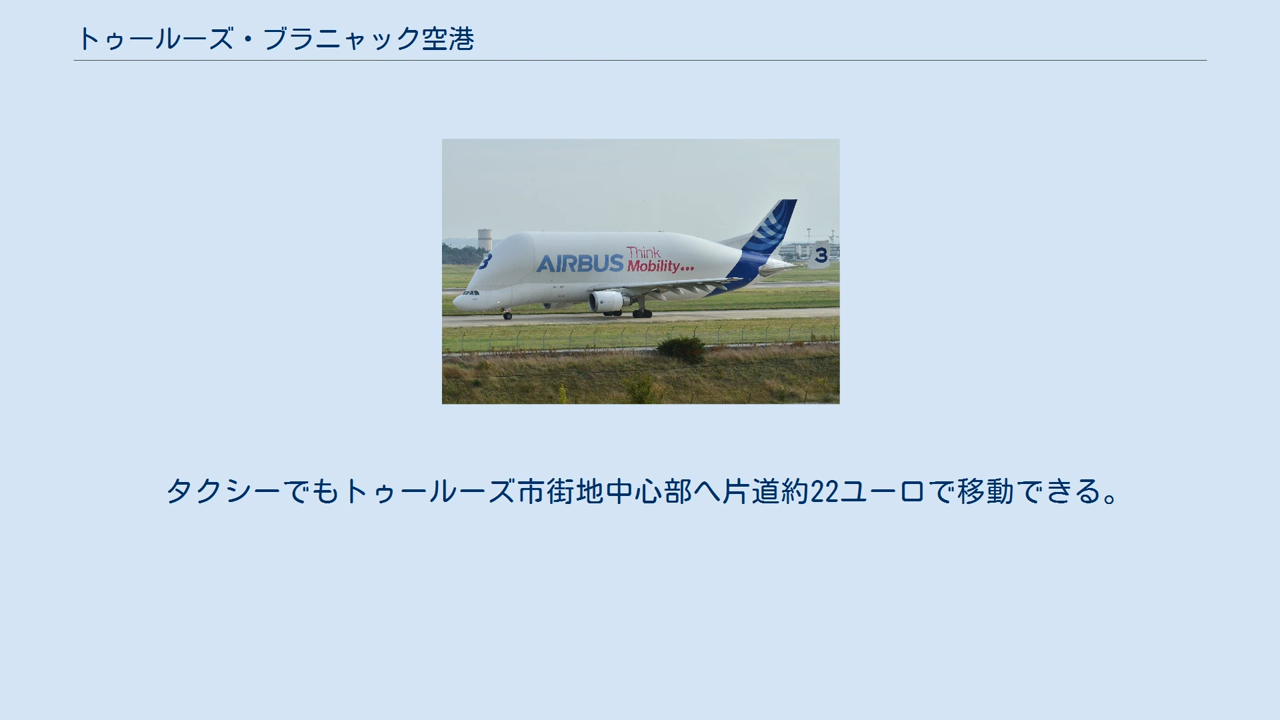 トゥールーズ・ブラニャック空港
3
AIRBUS Think Mobility...
3
タクシーでもトゥールーズ市街地中心部へ片道約22ユーロで移動できる。